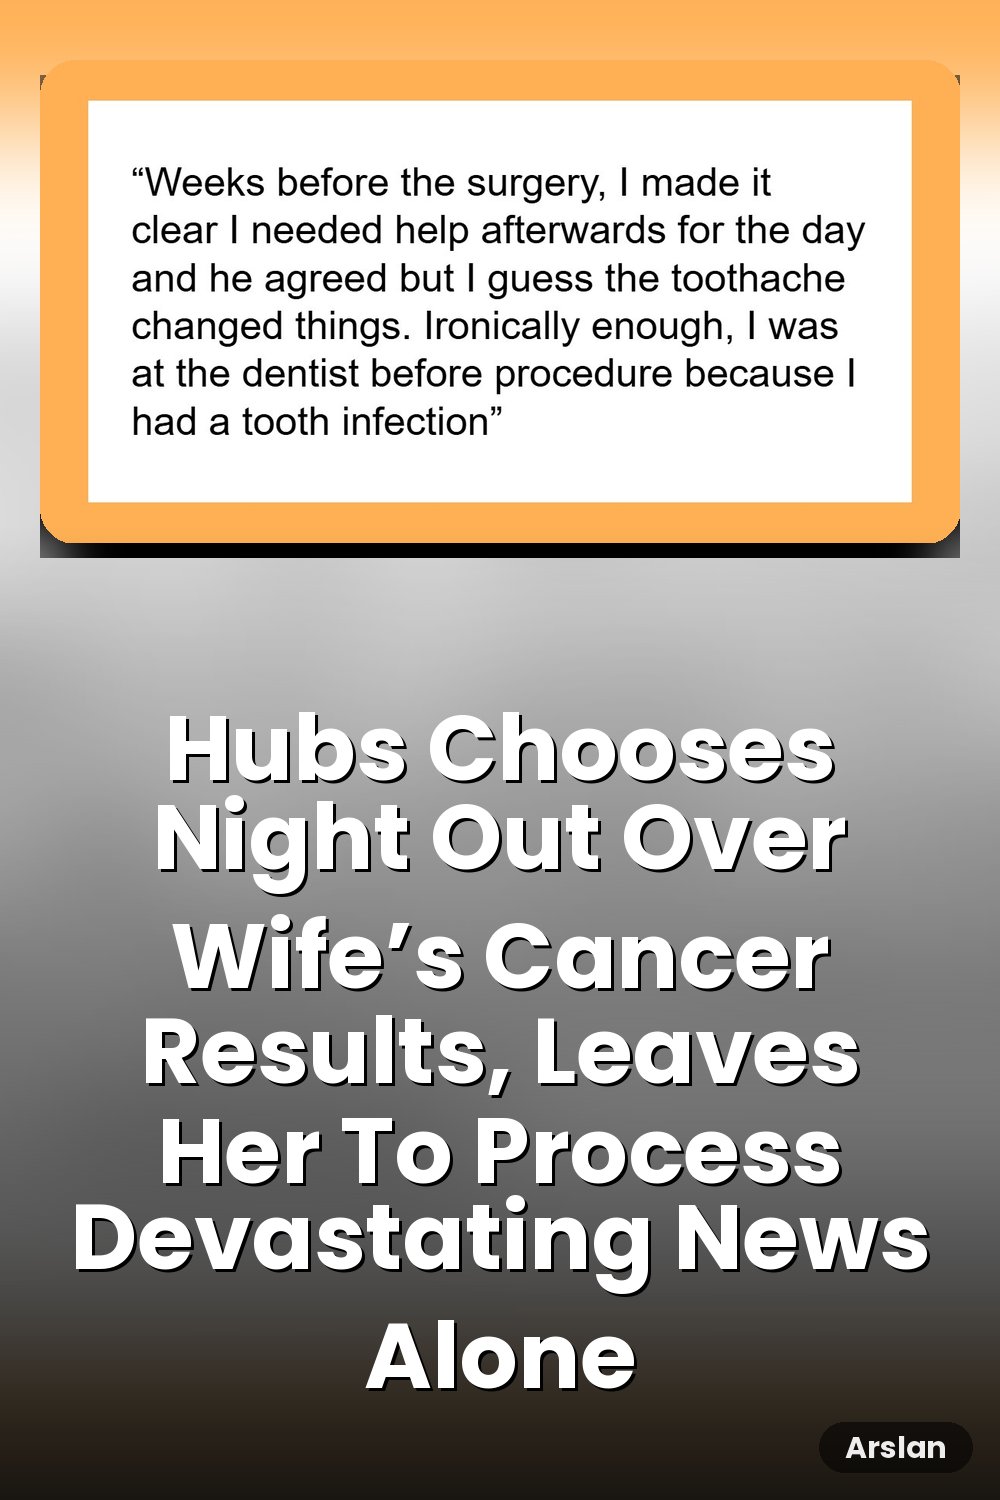 “Weeks before the surgery, I made it
clear I needed help afterwards for the day
and he agreed but I guess the toothache
changed things. Ironically enough, I was
at the dentist before procedure because I
had a tooth infection”
Hubs Chooses
Night Out Over
Wife’s Cancer
Results, Leaves
Her To Process
Devastating News
Alone
Arslan